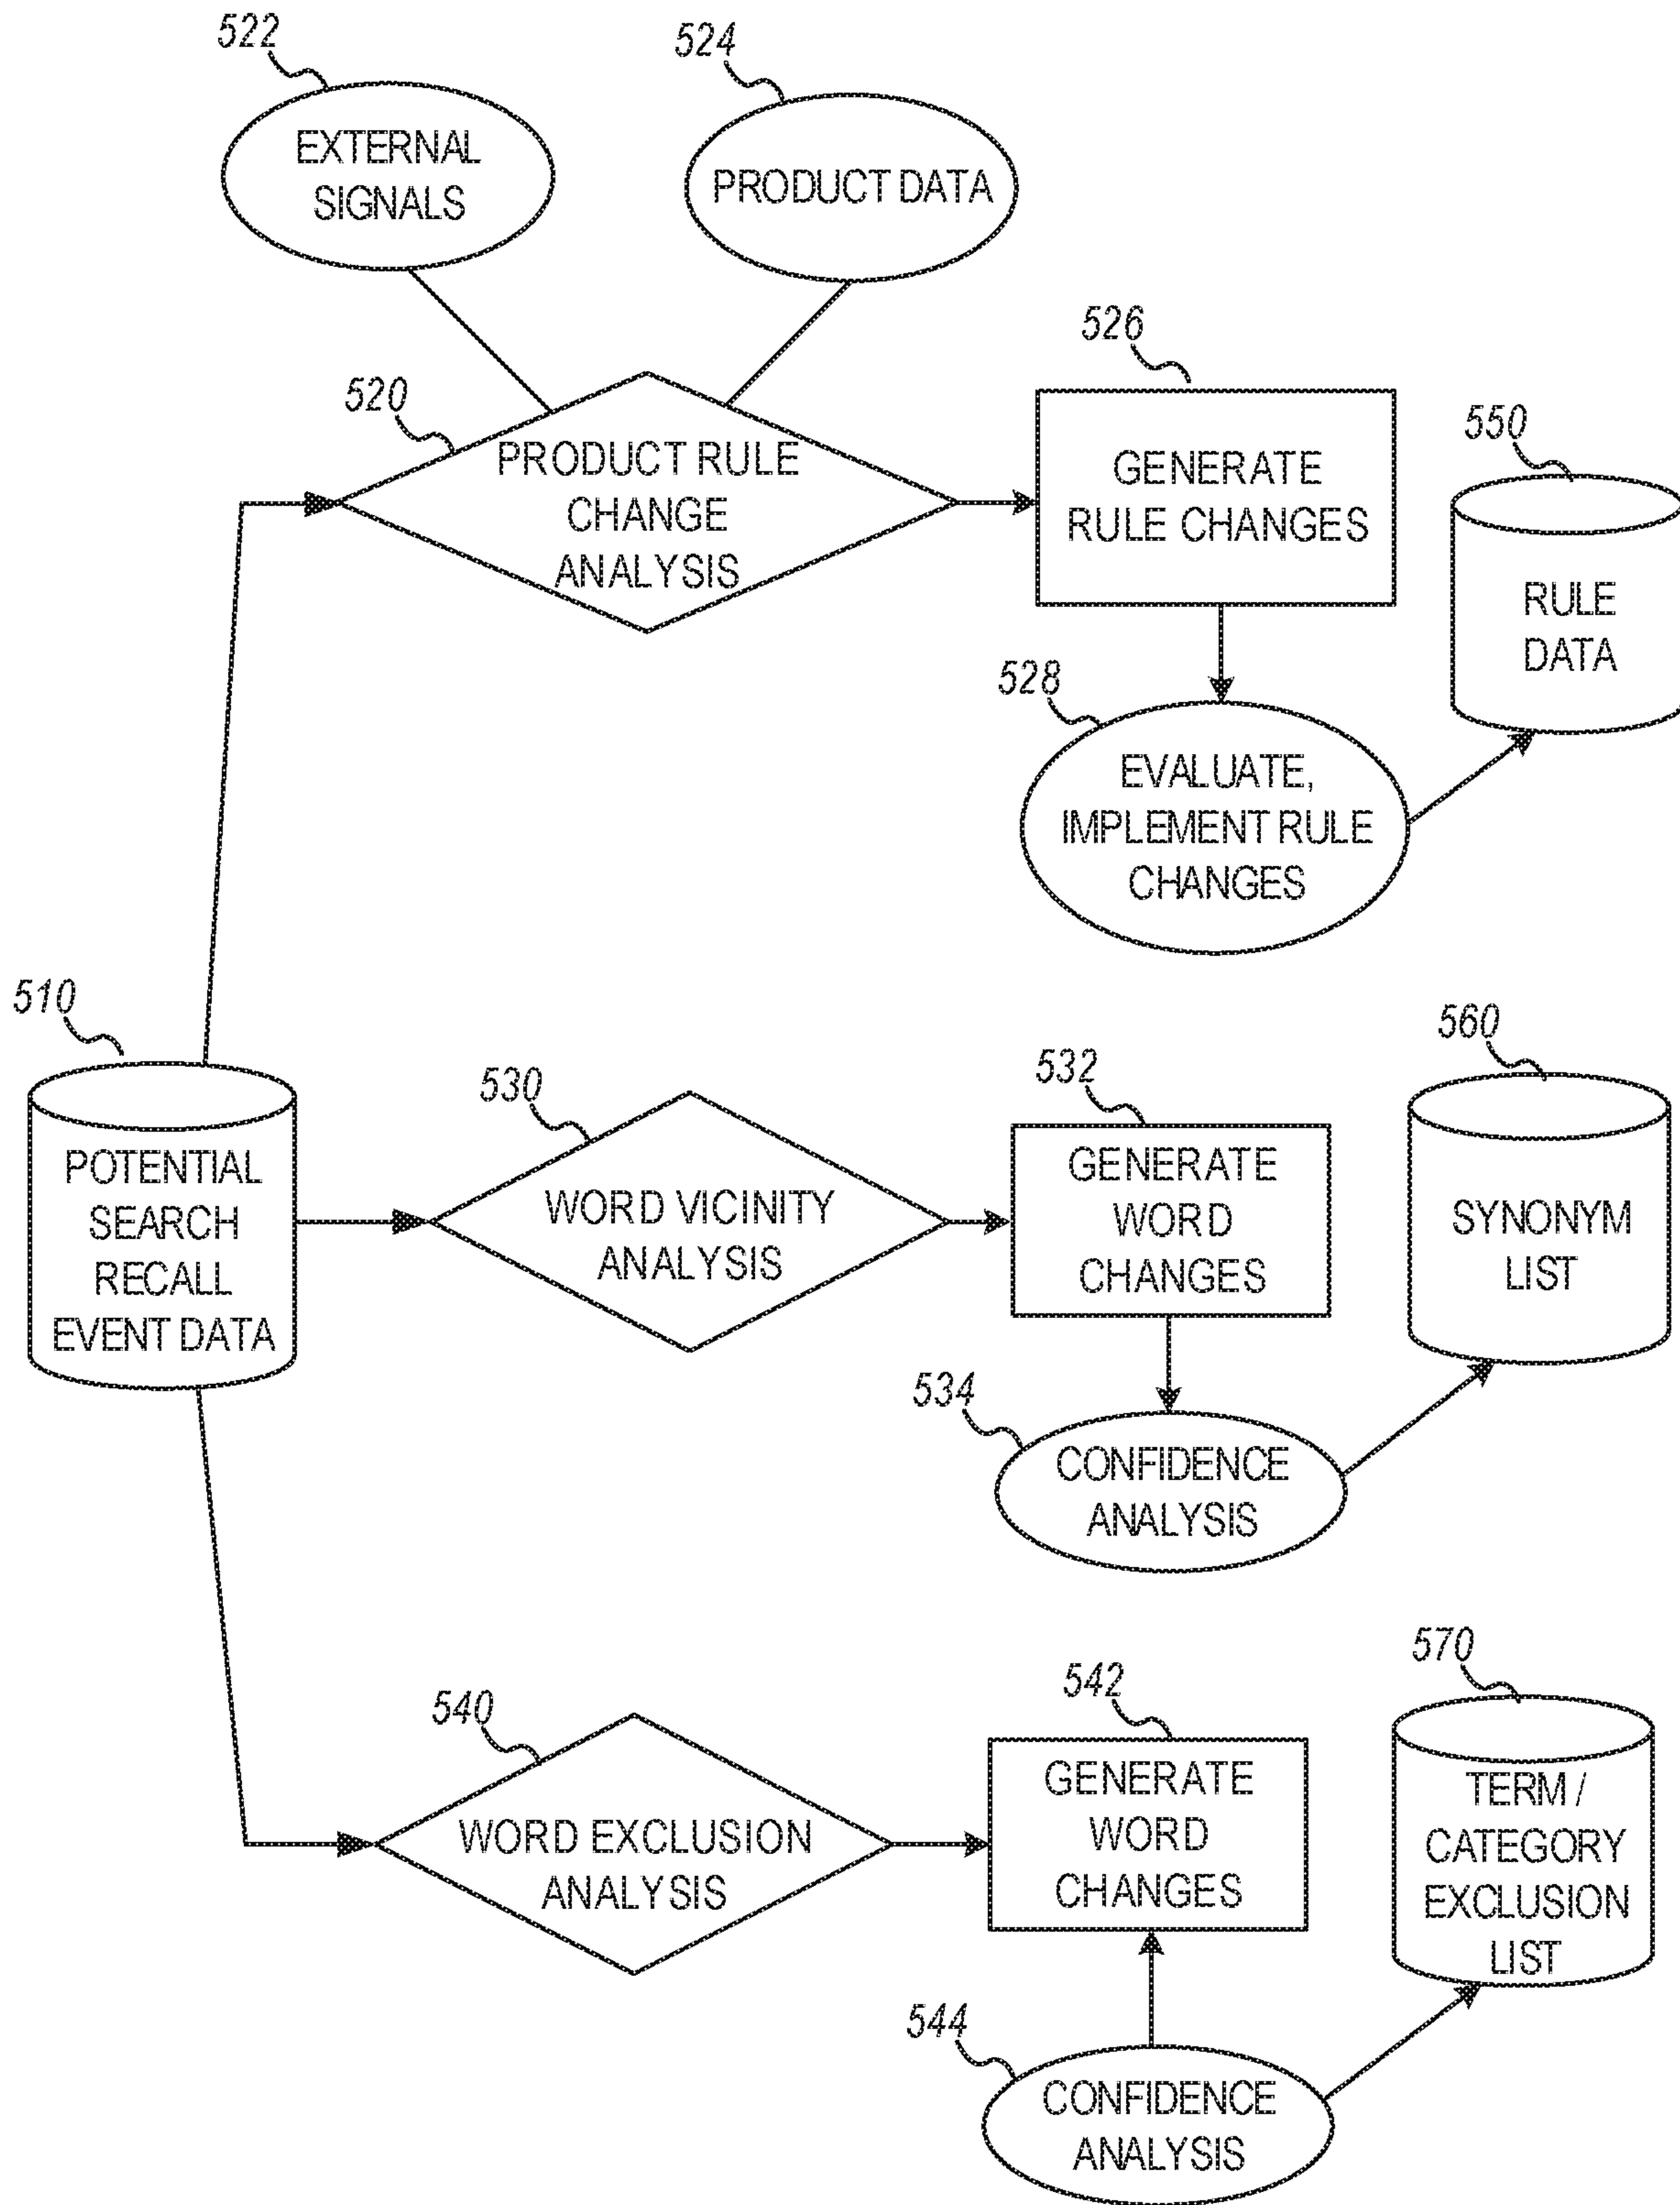 522
EXTERNAL
SIGNALS
524
PRODUCT DATA
520
PRODUCT RULE
CHANGE
ANALYSIS
526
GENERATE
RULE CHANGES
550
RULE
DATA
528
EVALUATE,
IMPLEMENT RULE
CHANGES
510
POTENTIAL
SEARCH
RECALL
EVENT DATA
530
WORD VICINITY
ANALYSIS
532
GENERATE
WORD
CHANGES
560
SYNONYM
LIST
534
CONFIDENCE
ANALYSIS
540
WORD EXCLUSION
ANALYSIS
542
GENERATE
WORD
CHANGES
570
TERM /
CATEGORY
EXCLUSION
LIST
544
CONFIDENCE
ANALYSIS